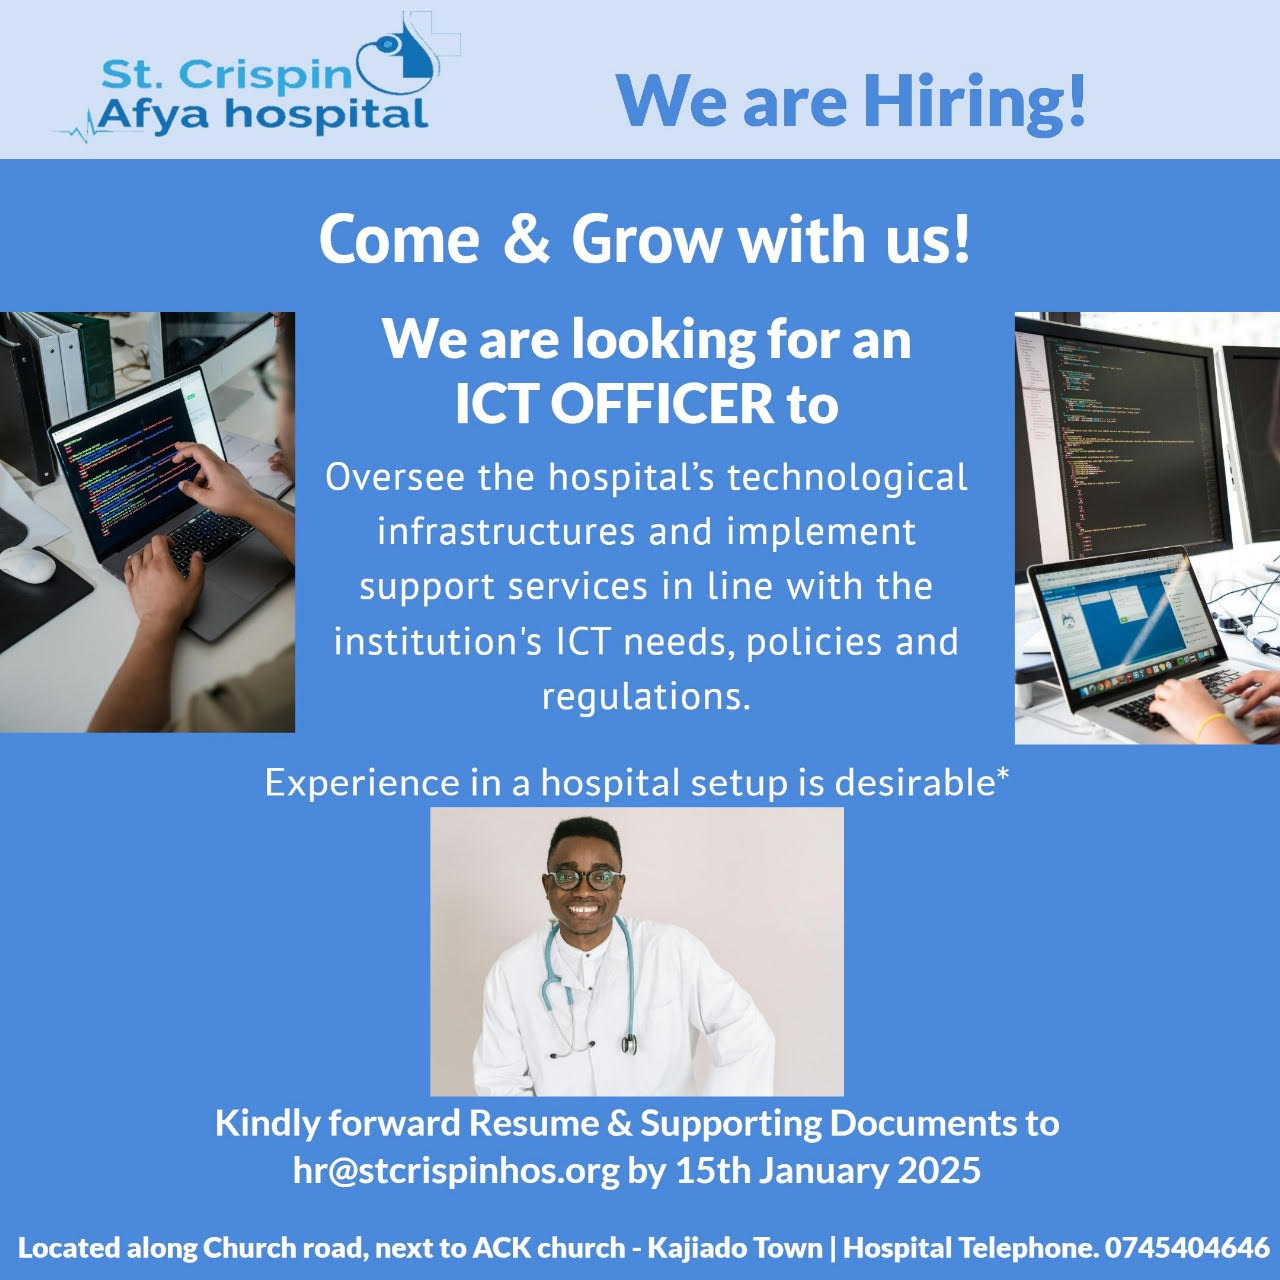 St. Crispin
Afya hospital
We are Hiring!
Come & Grow with us!
We are looking for an
ICT OFFICER to
Oversee the hospital’s technological
infrastructures and implement
support services in line with the
institution's ICT needs, policies and
regulations.
Experience in a hospital setup is desirable*
Kindly forward Resume & Supporting Documents to
hr@stcrispinhos.org by 15th January 2025
Located along Church road, next to ACK church - Kajiado Town | Hospital Telephone. 0745404646